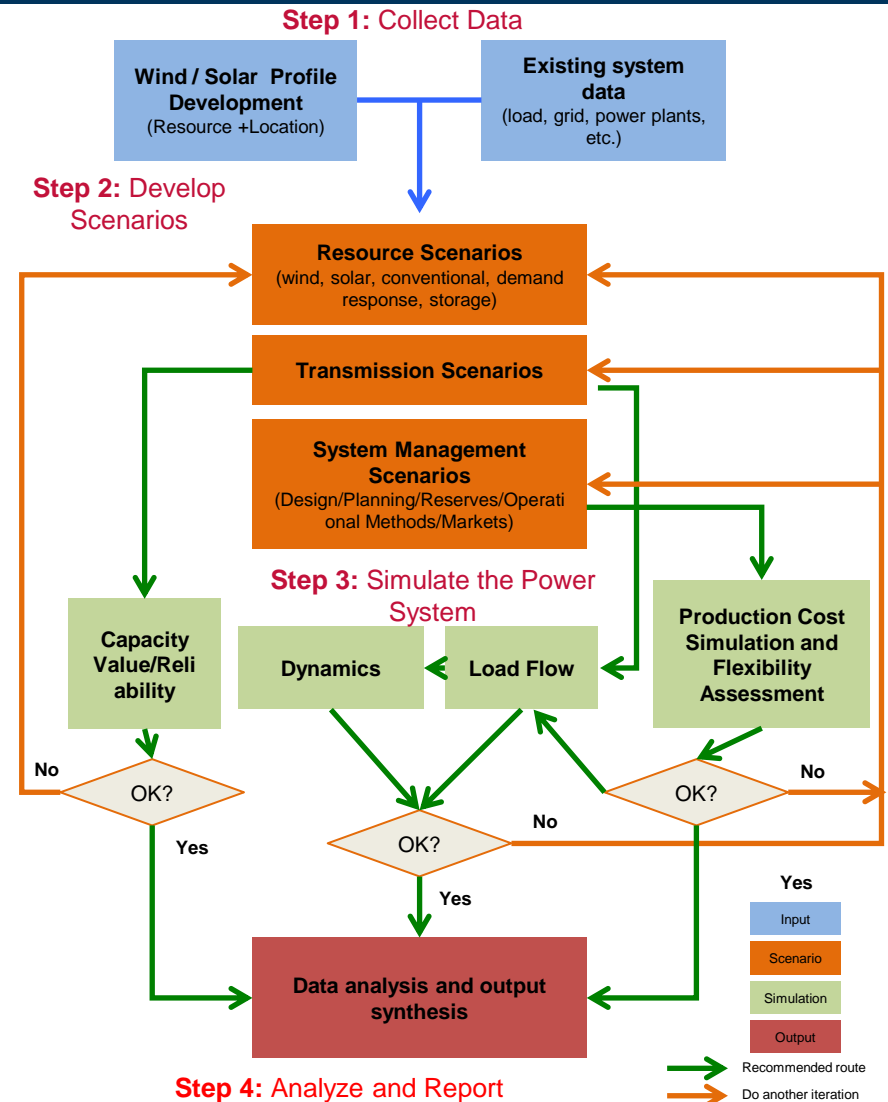 Step 1: Collect Data
Wind / Solar Profile
Development
(Resource +Location)
Existing system
data
(load, grid, power plants,
etc.)
Step 2: Develop
Scenarios
Resource Scenarios
(wind, solar, conventional, demand
response, storage)
Transmission Scenarios
System Management
Scenarios
(Design/Planning/Reserves/Operati
onal Methods/Markets)
Step 3: Simulate the Power
System
Capacity
Value/Reli
ability
Dynamics
Load Flow
Production Cost
Simulation and
Flexibility
Assessment
No
OK?
Yes
OK?
No
Yes
OK?
No
Yes
Data analysis and output
synthesis
Input
Scenario
Simulation
Output
Recommended route
Do another iteration
Step 4: Analyze and Report